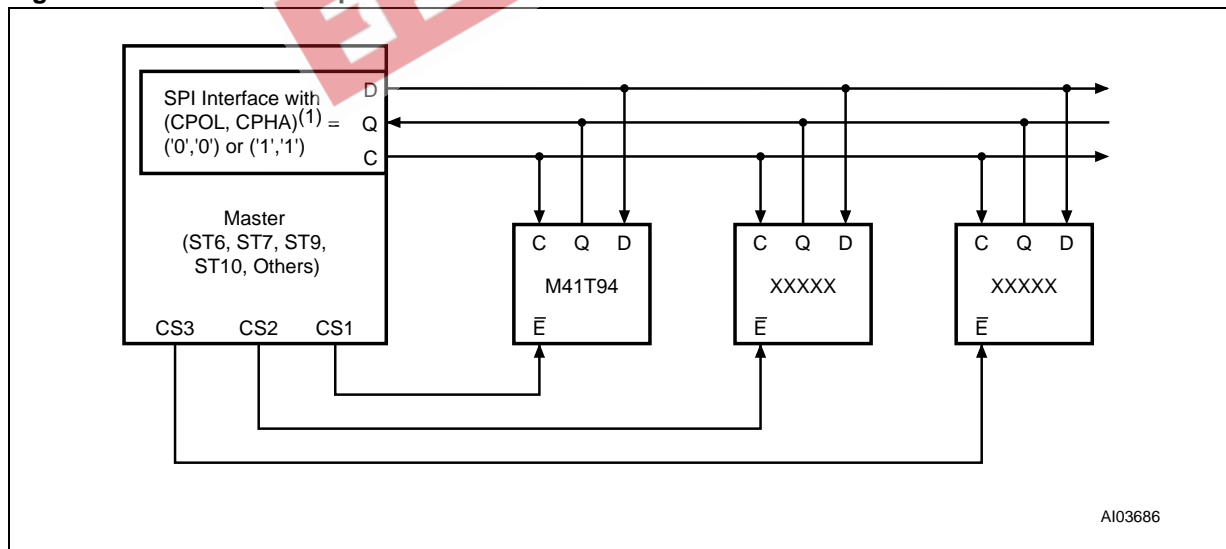 SPI Interface with
(CPOL, CPHA)(1) =
('0','0') or ('1','1')
D
Q
C
Master
(ST6, ST7, ST9,
ST10, Others)
CS3 CS2 CS1
C Q D
M41T94
E̅
C Q D
XXXXX
E̅
C Q D
XXXXX
E̅
AI03686